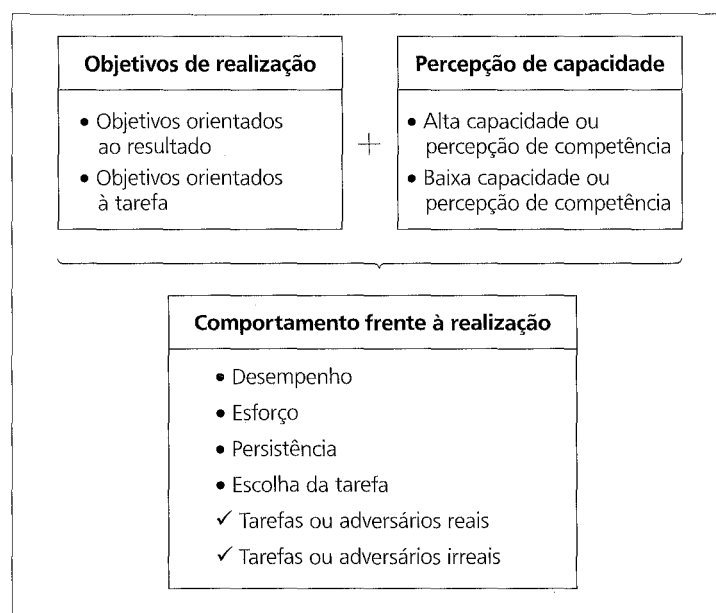 Objetivos de realização
• Objetivos orientados
ao resultado
• Objetivos orientados
à tarefa
+
Percepção de capacidade
• Alta capacidade ou
percepção de competência
• Baixa capacidade ou
percepção de competência
Comportamento frente à realização
• Desempenho
• Esforço
• Persistência
• Escolha da tarefa
✓ Tarefas ou adversários reais
✓ Tarefas ou adversários irreais